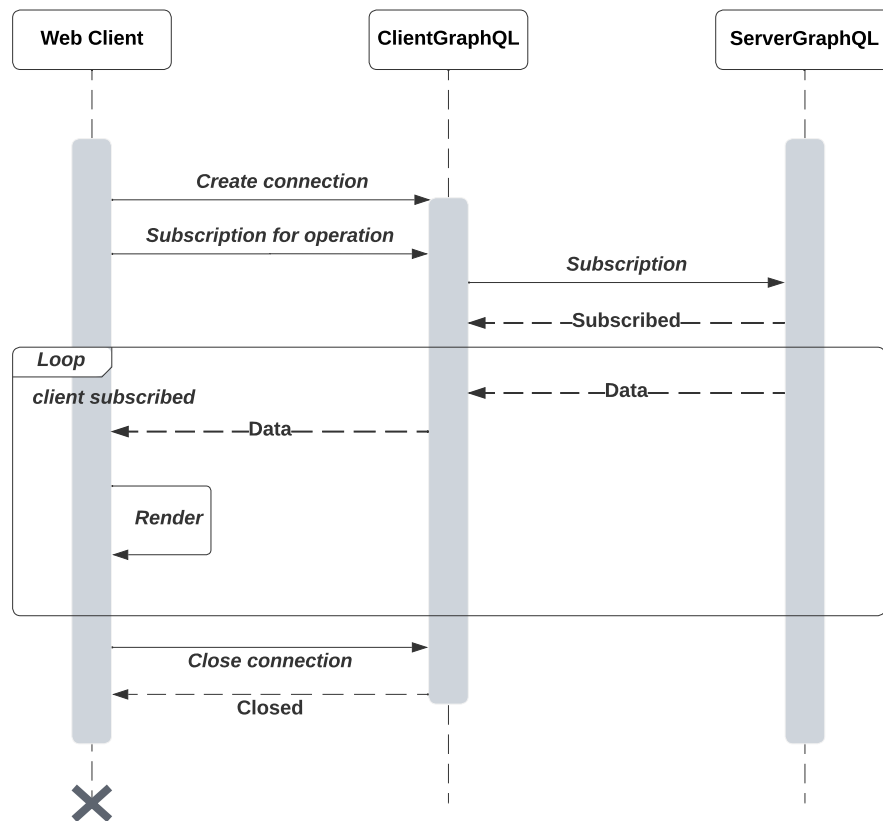 Web Client
ClientGraphQL
ServerGraphQL
Create connection
Subscription for operation
Subscription
Subscribed
Loop
client subscribed
Data
Data
Render
Close connection
Closed